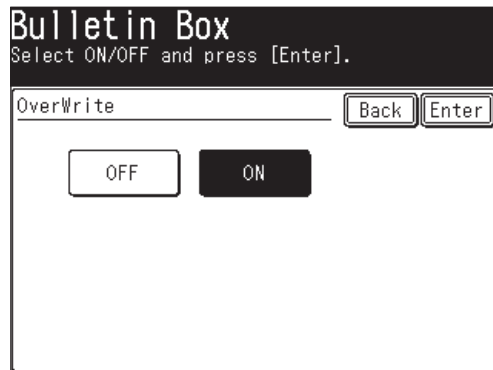 Bulletin Box
Select ON/OFF and press [Enter].
OverWrite
Back Enter
OFF ON